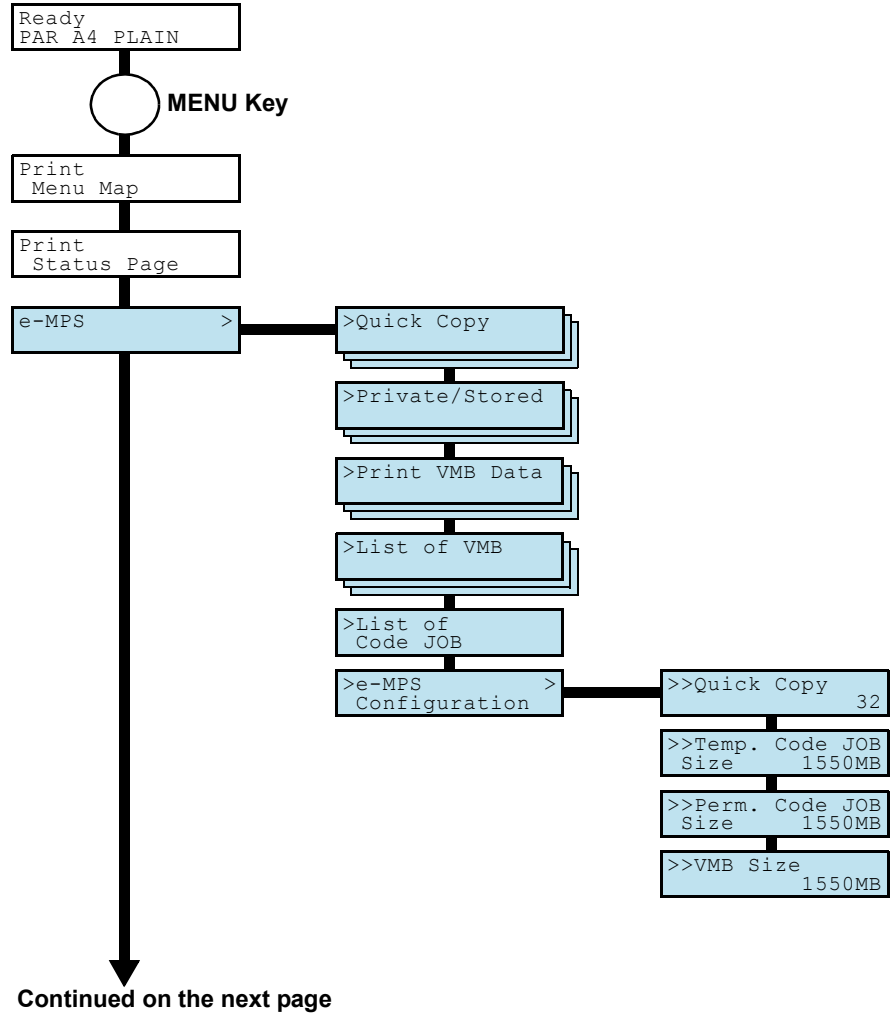 Ready
PAR A4 PLAIN
MENU Key
Print
Menu Map
Print
Status Page
e-MPS >
>Quick Copy
>Private/Stored
>Print VMB Data
>List of VMB
>List of
Code JOB
>e-MPS >
Configuration
>>Quick Copy
32
>>Temp. Code JOB
Size 1550MB
>>Perm. Code JOB
Size 1550MB
>>VMB Size
1550MB
Continued on the next page